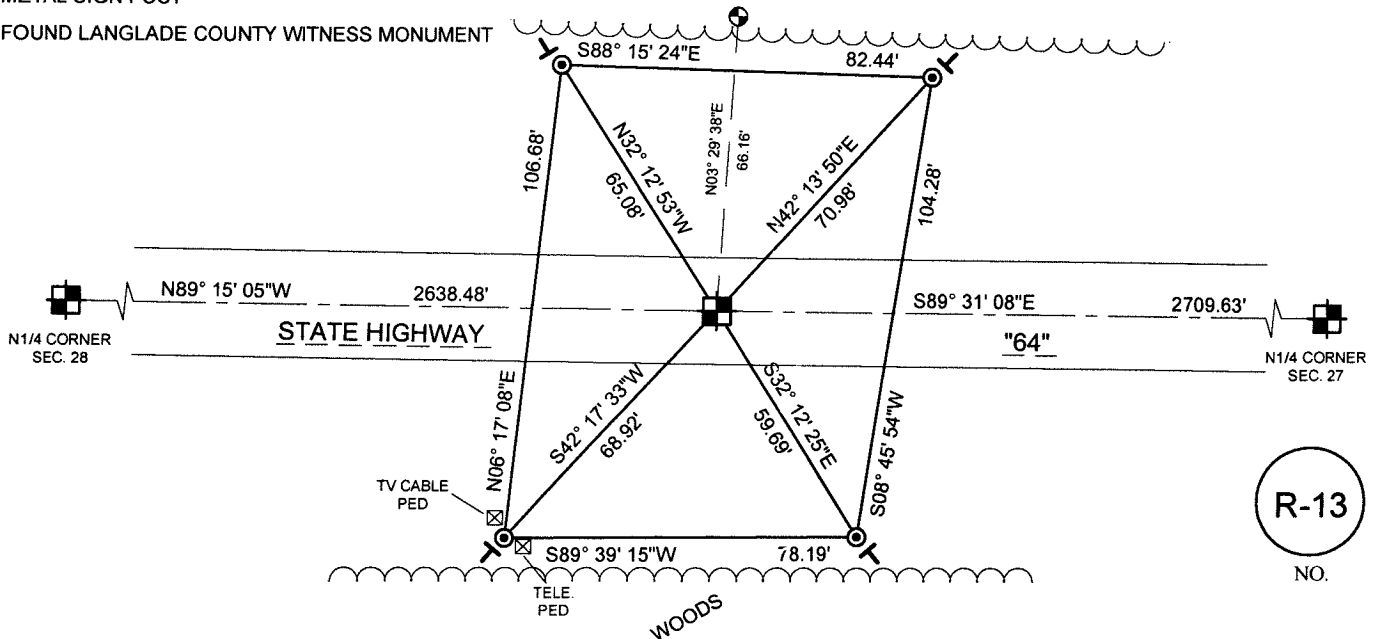 FOUND LANGLADE COUNTY WITNESS MONUMENT
S88° 15' 24"E
82.44'
N03° 29' 38"E
66.16'
106.68'
N32° 12' 53"W
65.08'
N42° 13' 50"E
70.98'
104.28'
N89° 15' 05"W
2638.48'
S89° 31' 08"E
2709.63'
N1/4 CORNER
SEC. 28
STATE HIGHWAY
"64"
N1/4 CORNER
SEC. 27
N06° 17' 08"E
S42° 17' 33"W
68.92'
S32° 12' 25"E
59.69'
S08° 45' 54"W
TV CABLE
PED
R-13
NO.
S89° 39' 15"W
78.19'
TELE.
PED
WOODS